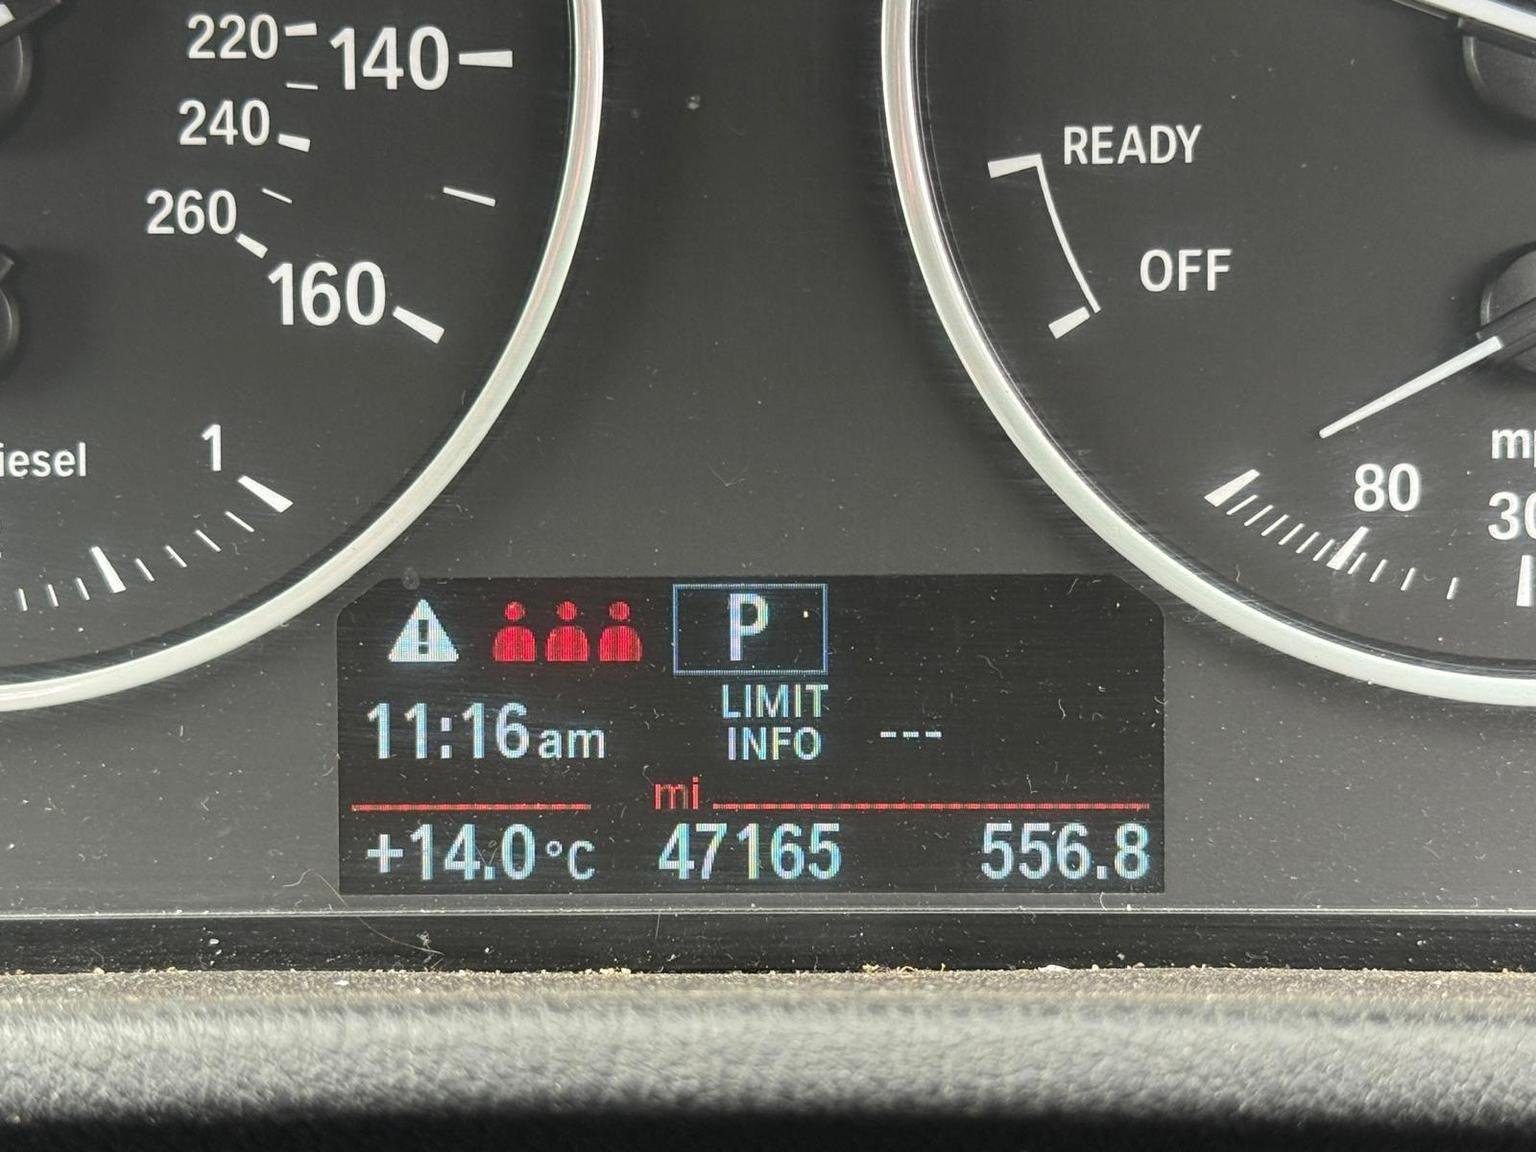 220 140
240
260
160
iesel
1
READY
OFF
80
30
P
LIMIT
INFO ---
11:16am
mi
+14.0°C 47165 556.8